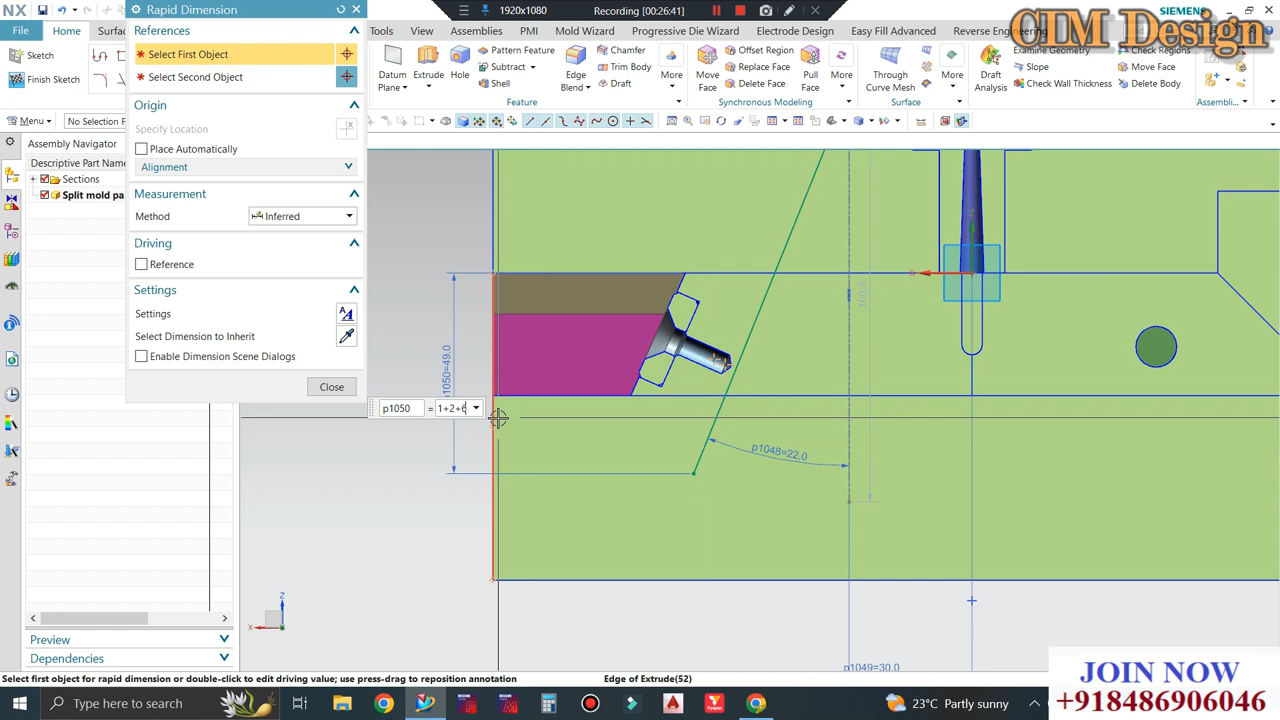 NX
Rapid Dimension
1920x1080
Recording [00:26:41]
SIEMENS
CTM Design
File
Home
Surfa
Tools
View
Assemblies
PMI
Mold Wizard
Progressive Die Wizard
Electrode Design
Easy Fill Advanced
Reverse Engineering
Sketch
Finish Sketch
Datum Plane
Extrude
Hole
Pattern Feature
Subtract
Shell
Edge Blend
Chamfer
Trim Body
Draft
More
Feature
Move Face
Offset Region
Replace Face
Delete Face
Pull Face
More
Synchronous Modeling
Through Curve Mesh
More
Surface
Draft Analysis
Examine Geometry
Slope
Check Wall Thickness
Check Regions
Move Face
Delete Body
Assembli...
Menu
No Selection F
Assembly Navigator
Descriptive Part Name
Sections
Split mold pa
References
* Select First Object
* Select Second Object
Origin
Specify Location
Place Automatically
Alignment
Measurement
Method
Inferred
Driving
Reference
Settings
Settings
Select Dimension to Inherit
Enable Dimension Scene Dialogs
Close
p1050
=
1+2+6
p1050=49.0
p1048=22.0
100.9
p1049=30.0
Z
X
Z
X
Preview
Dependencies
Select first object for rapid dimension or double-click to edit driving value; use press-drag to reposition annotation
Edge of Extrude(52)
JOIN NOW
+918486906046
Type here to search
23°C Partly sunny